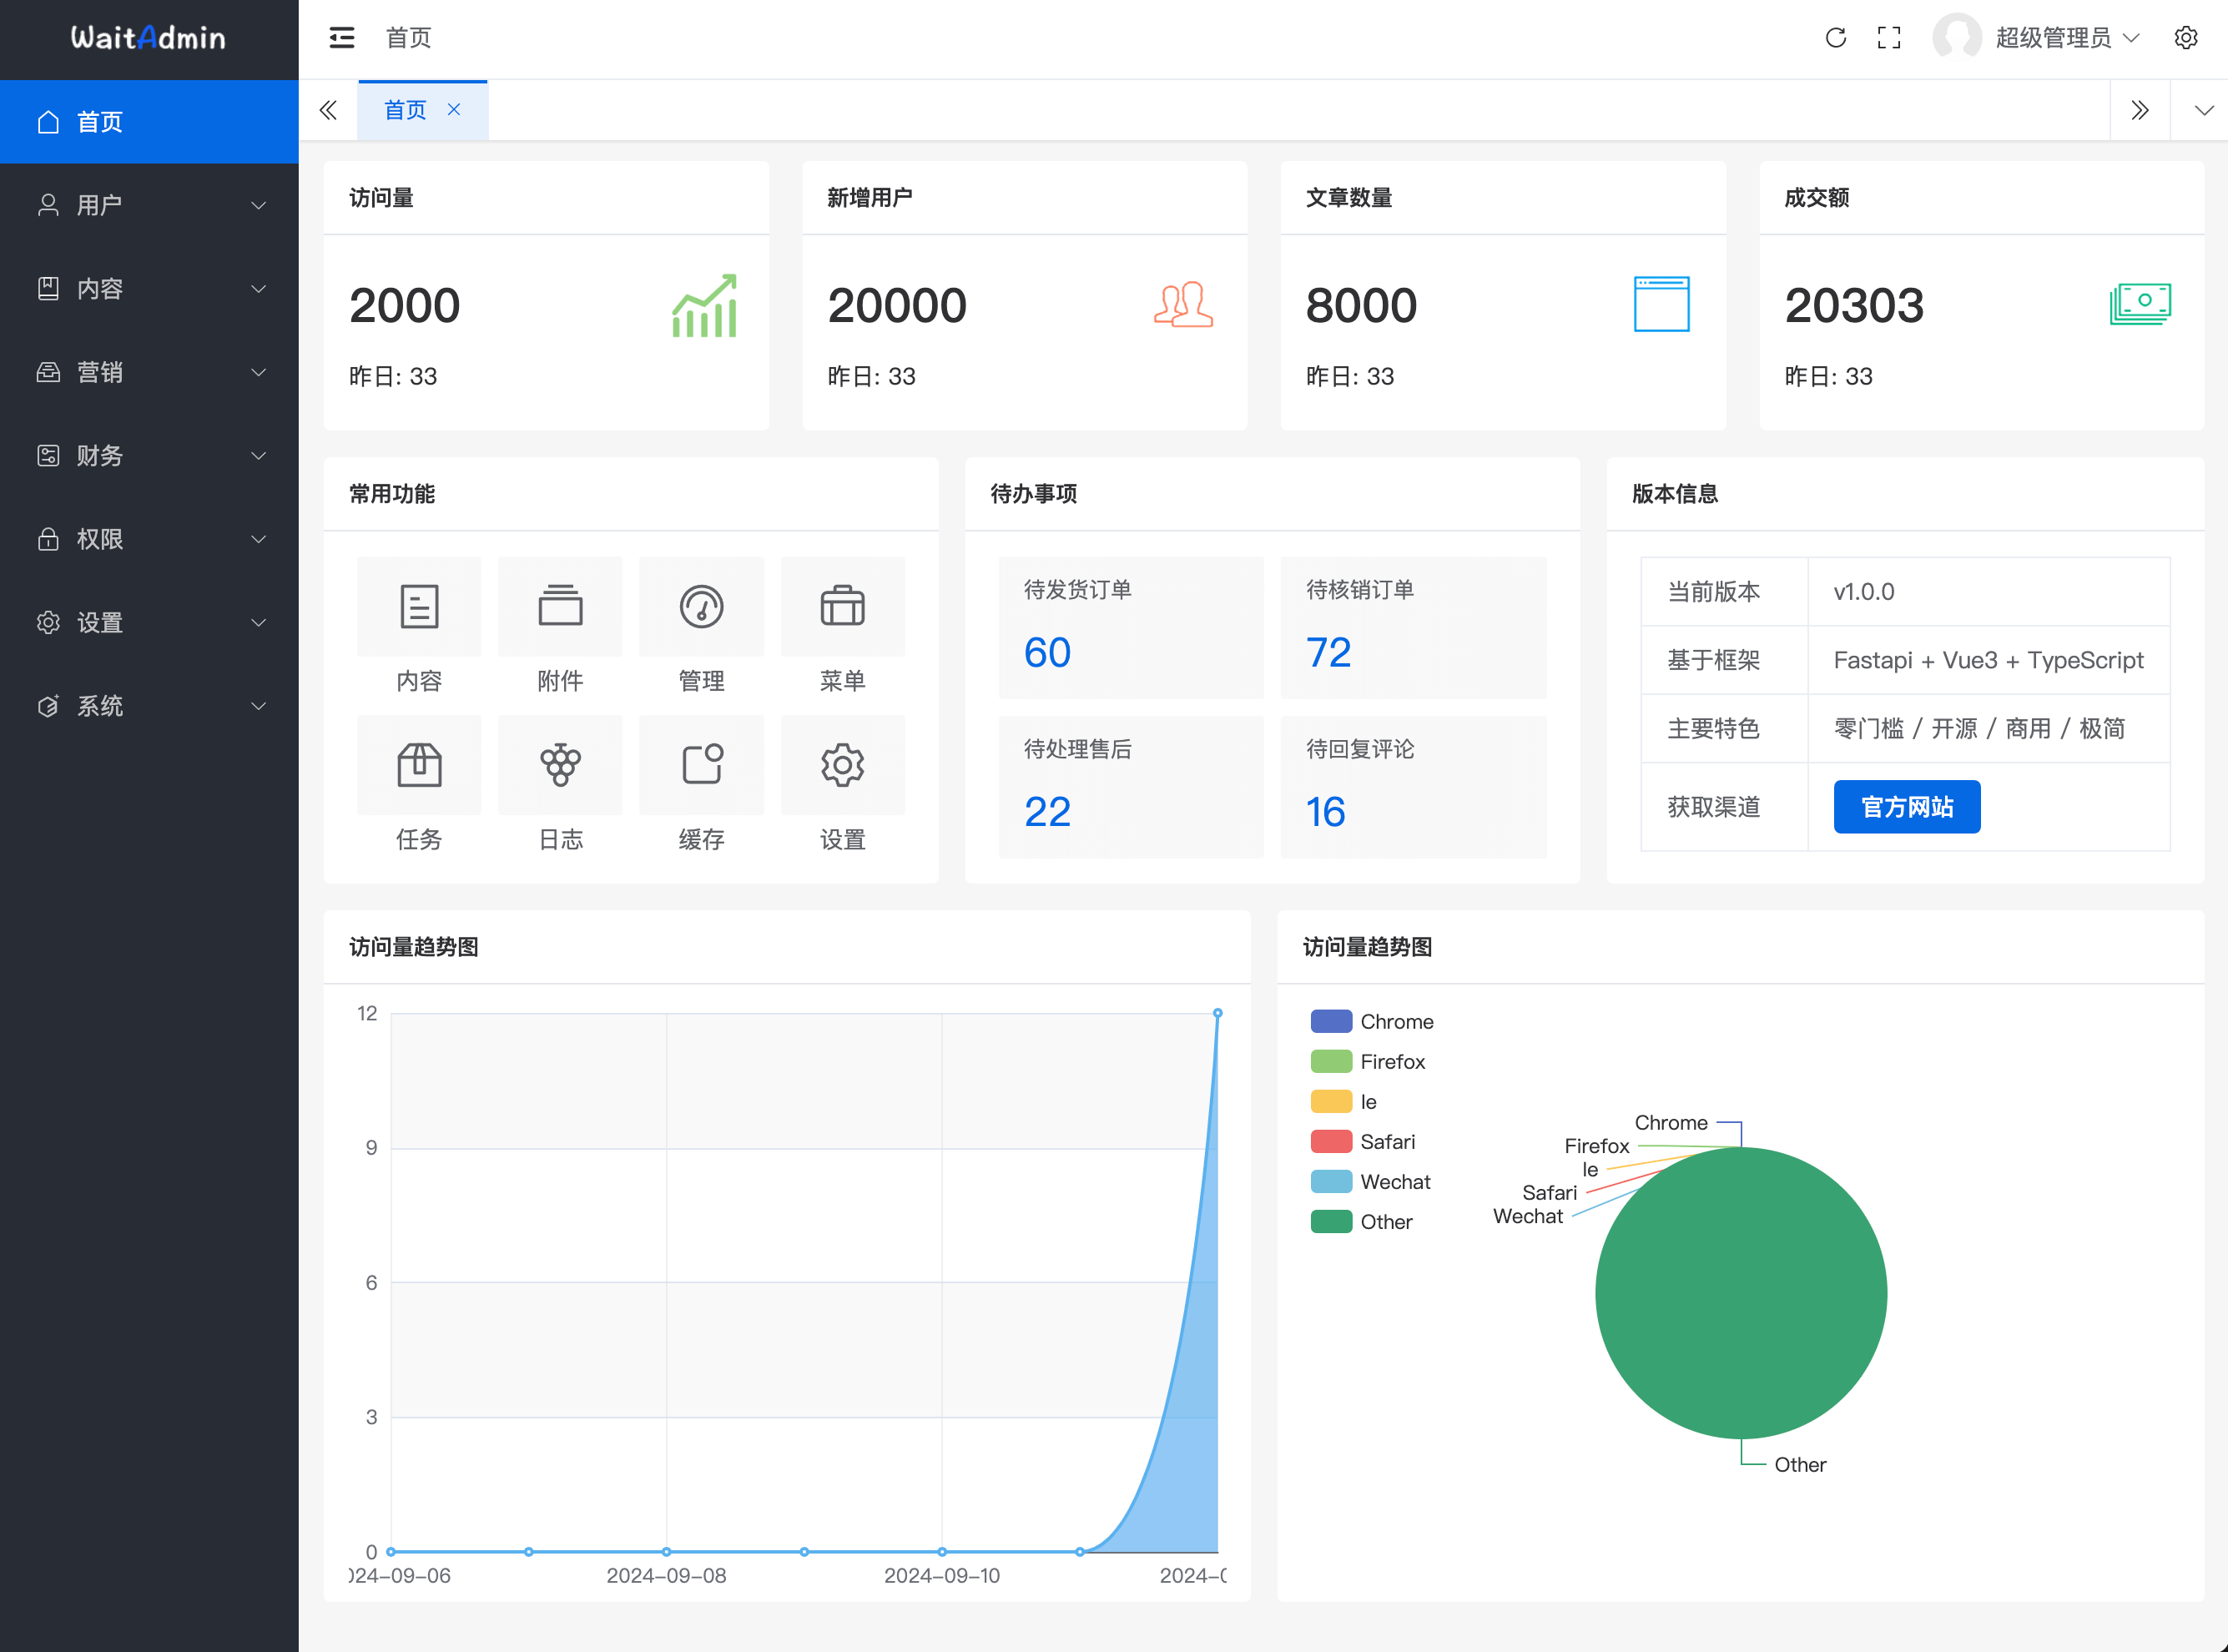 WaitAdmin
首页
超级管理员
首页
用户
内容
营销
财务
权限
设置
系统
首页
访问量
2000
昨日: 33
新增用户
20000
昨日: 33
文章数量
8000
昨日: 33
成交额
20303
昨日: 33
常用功能
内容
附件
管理
菜单
任务
日志
缓存
设置
待办事项
待发货订单
60
待核销订单
72
待处理售后
22
待回复评论
16
版本信息
当前版本
v1.0.0
基于框架
Fastapi + Vue3 + TypeScript
主要特色
零门槛 / 开源 / 商用 / 极简
获取渠道
官方网站
访问量趋势图
12
9
6
3
0
024-09-06
2024-09-08
2024-09-10
2024-0
访问量趋势图
Chrome
Firefox
Ie
Safari
Wechat
Other
Chrome
Firefox
Ie
Safari
Wechat
Other